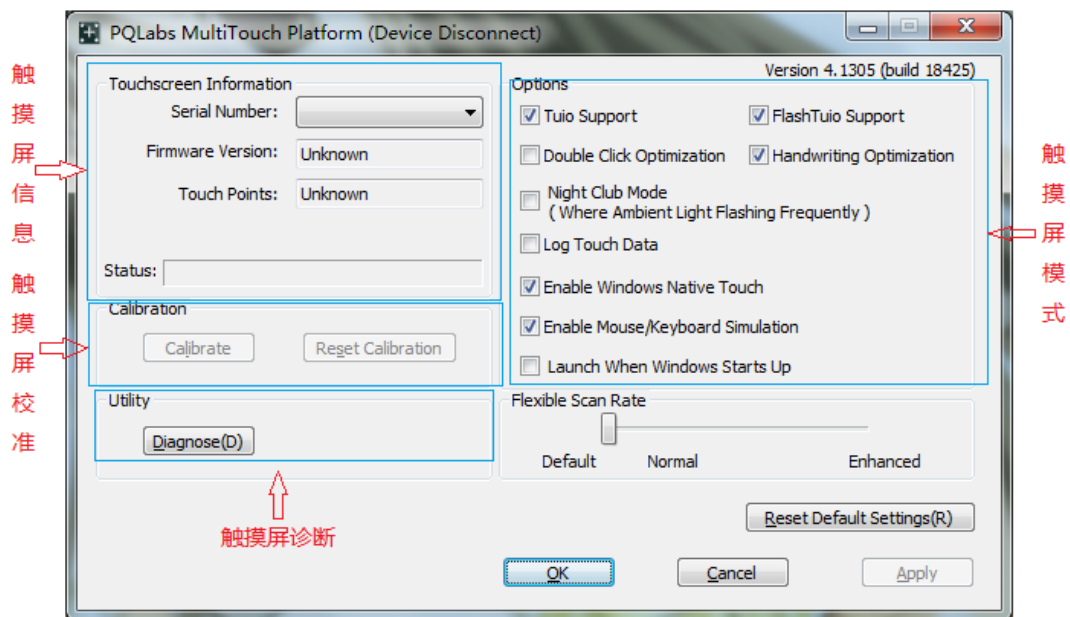 PQLabs MultiTouch Platform (Device Disconnect)
Version 4.1305 (build 18425)
触摸屏信息
Touchscreen Information
Serial Number:
Firmware Version: Unknown
Touch Points: Unknown
Status:
触摸屏校准
Calibration
Calibrate Reset Calibration
Utility
Diagnose(D)
触摸屏诊断
Options
Tuio Support FlashTuio Support
Double Click Optimization Handwriting Optimization
Night Club Mode
( Where Ambient Light Flashing Frequently )
Log Touch Data
Enable Windows Native Touch
Enable Mouse/Keyboard Simulation
Launch When Windows Starts Up
触摸屏模式
Flexible Scan Rate
Default Normal Enhanced
Reset Default Settings(R)
OK Cancel Apply